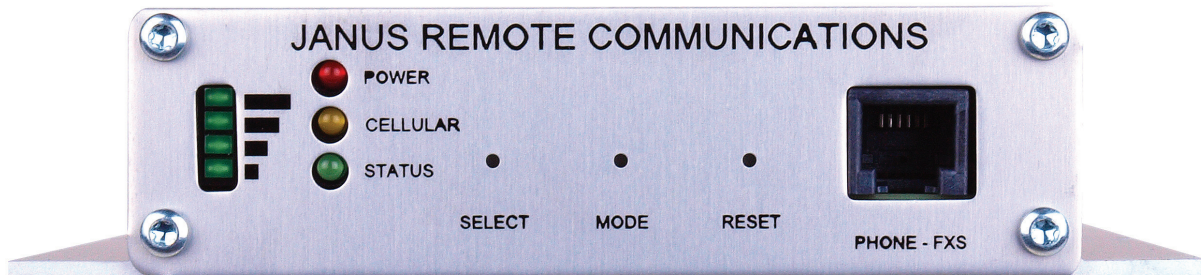 JANUS REMOTE COMMUNICATIONS
POWER
CELLULAR
STATUS
SELECT MODE RESET
PHONE - FXS